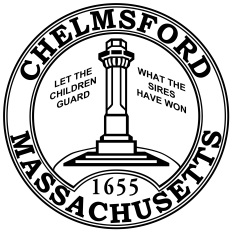 CHELMSFORD
LET THE
CHILDREN
GUARD
WHAT THE
SIRES
HAVE WON
1655
MASSACHUSETTS